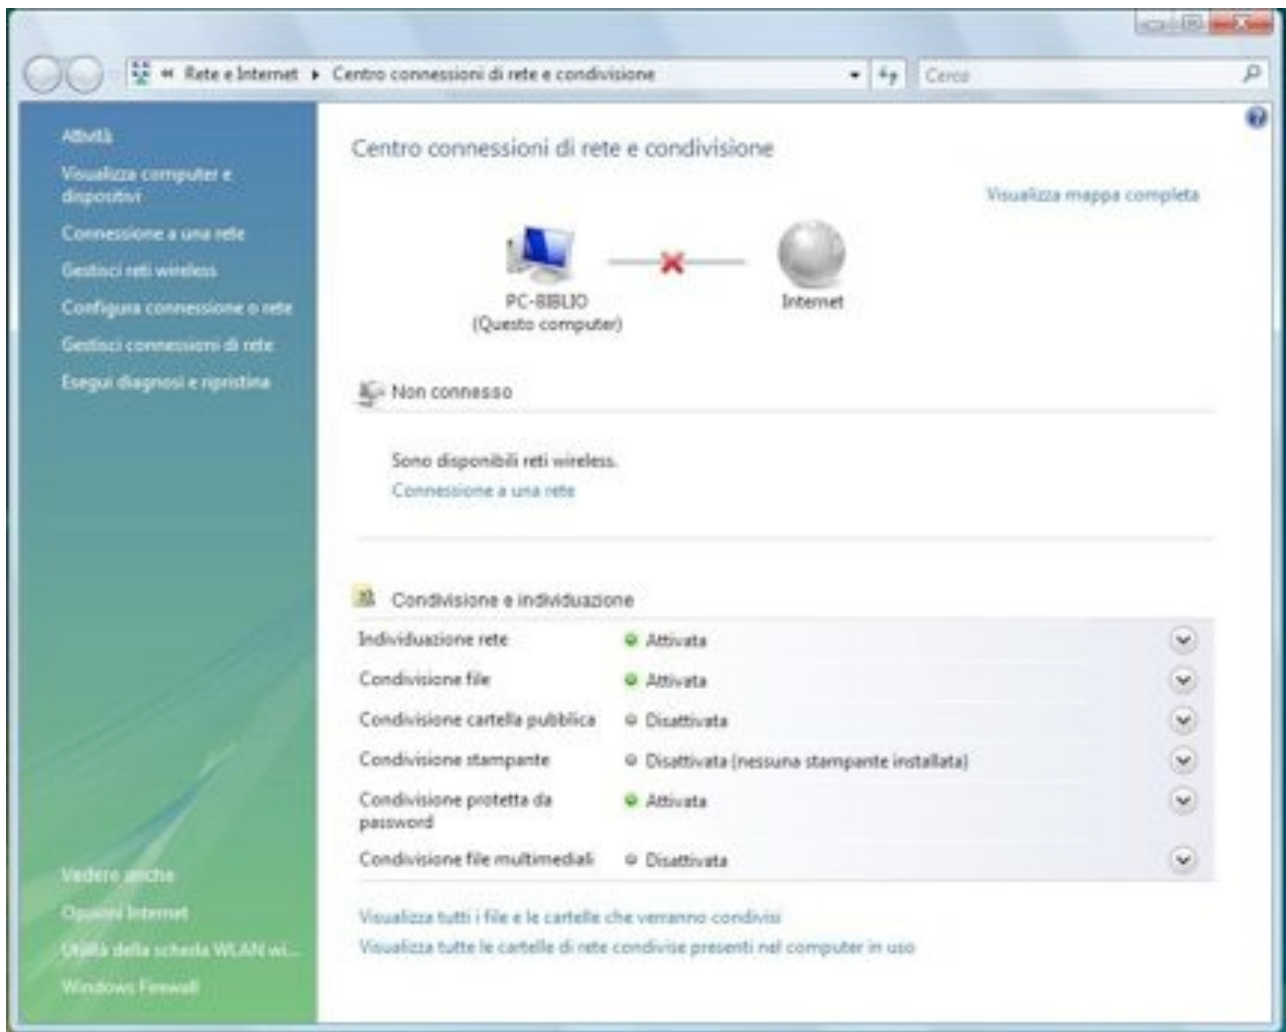 « Rete e Internet ▸ Centro connessioni di rete e condivisione
Cerca
Attività
Visualizza computer e
dispositivi
Connessione a una rete
Gestisci reti wireless
Configura connessione o rete
Gestisci connessioni di rete
Esegui diagnosi e ripristina
Vedere anche
Opzioni Internet
Utilità della scheda WLAN wi...
Windows Firewall
Centro connessioni di rete e condivisione
Visualizza mappa completa
PC-BIBLIO
(Questo computer)
Internet
Non connesso
Sono disponibili reti wireless.
Connessione a una rete
Condivisione e individuazione
Individuazione rete Attivata
Condivisione file Attivata
Condivisione cartella pubblica Disattivata
Condivisione stampante Disattivata (nessuna stampante installata)
Condivisione protetta da Attivata
password
Condivisione file multimediali Disattivata
Visualizza tutti i file e le cartelle che verranno condivisi
Visualizza tutte le cartelle di rete condivise presenti nel computer in uso